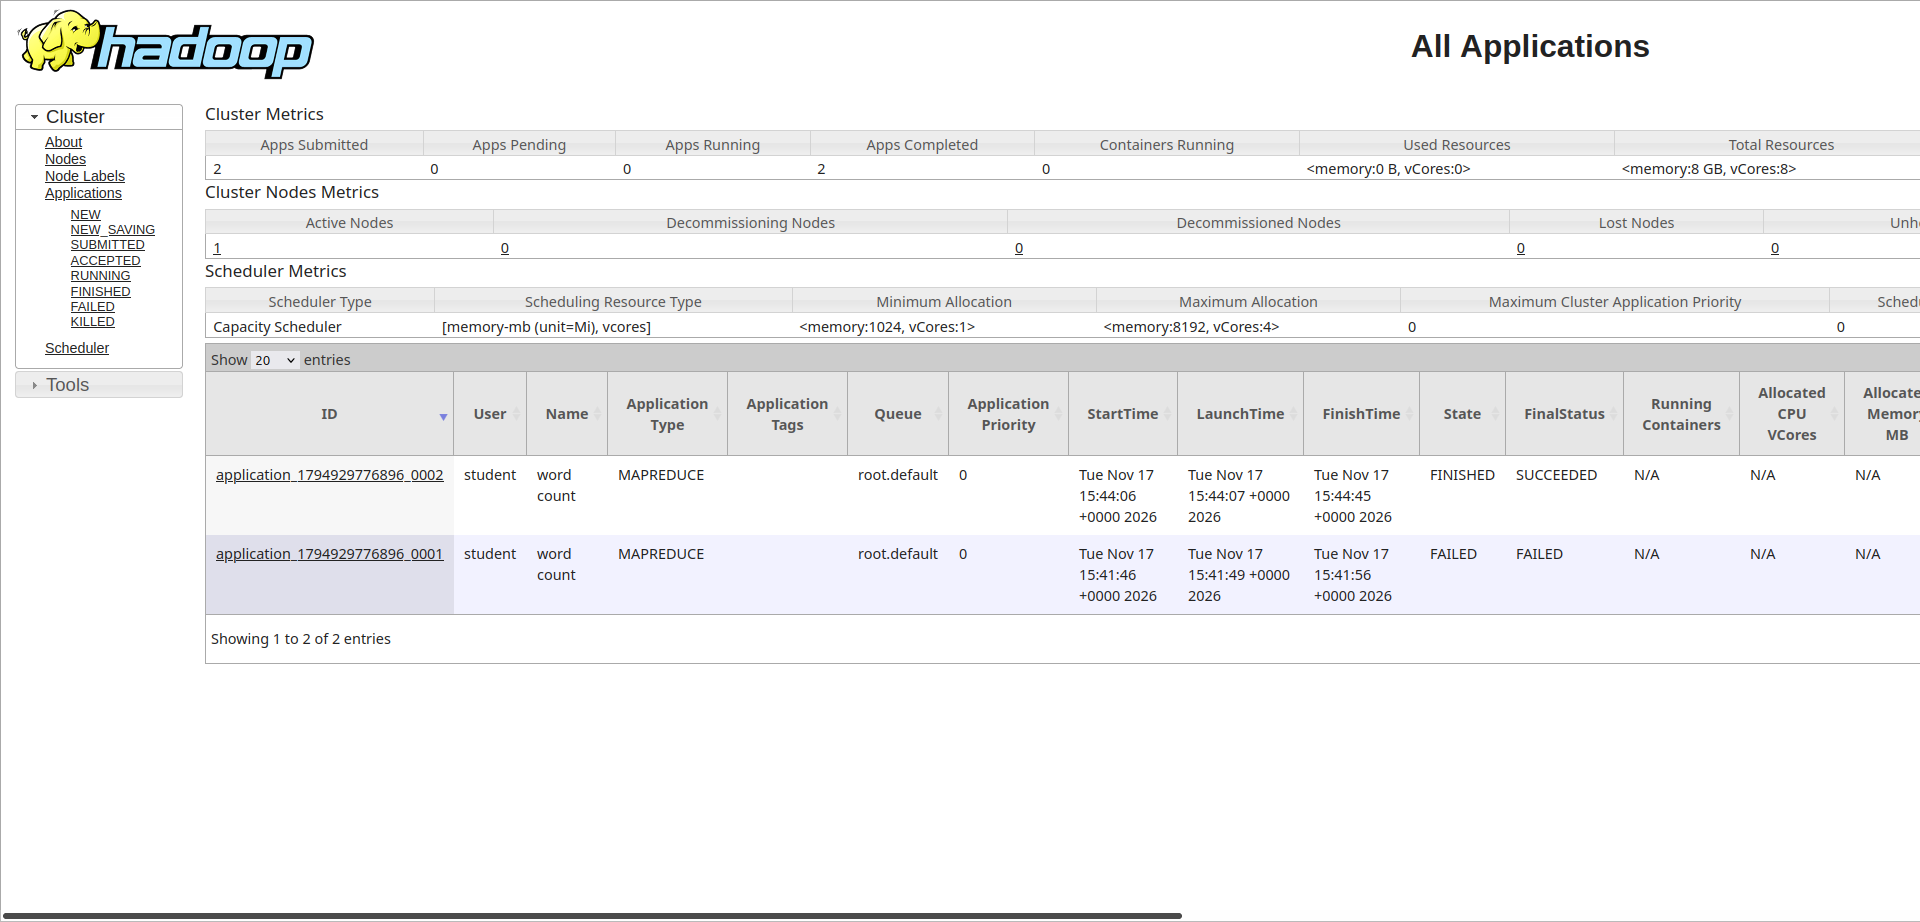 hadoop
All Applications
Cluster
About
Nodes
Node Labels
Applications
NEW
NEW_SAVING
SUBMITTED
ACCEPTED
RUNNING
FINISHED
FAILED
KILLED
Scheduler
Tools
Cluster Metrics
Apps Submitted Apps Pending Apps Running Apps Completed Containers Running Used Resources Total Resources
2 0 0 2 0 <memory:0 B, vCores:0> <memory:8 GB, vCores:8>
Cluster Nodes Metrics
Active Nodes Decommissioning Nodes Decommissioned Nodes Lost Nodes Unh
1 0 0 0 0
Scheduler Metrics
Scheduler Type Scheduling Resource Type Minimum Allocation Maximum Allocation Maximum Cluster Application Priority Sched
Capacity Scheduler [memory-mb (unit=Mi), vcores] <memory:1024, vCores:1> <memory:8192, vCores:4> 0 0
Show 20 entries
ID User Name Application Type Application Tags Queue Application Priority StartTime LaunchTime FinishTime State FinalStatus Running Containers Allocated CPU VCores Allocate Memory MB
application_1794929776896_0002 student word MAPREDUCE root.default 0 Tue Nov 17 Tue Nov 17 Tue Nov 17 FINISHED SUCCEEDED N/A N/A N/A
count 15:44:06 15:44:07 +0000 15:44:45
+0000 2026 2026 +0000 2026
application_1794929776896_0001 student word MAPREDUCE root.default 0 Tue Nov 17 Tue Nov 17 Tue Nov 17 FAILED FAILED N/A N/A N/A
count 15:41:46 15:41:49 +0000 15:41:56
+0000 2026 2026 +0000 2026
Showing 1 to 2 of 2 entries